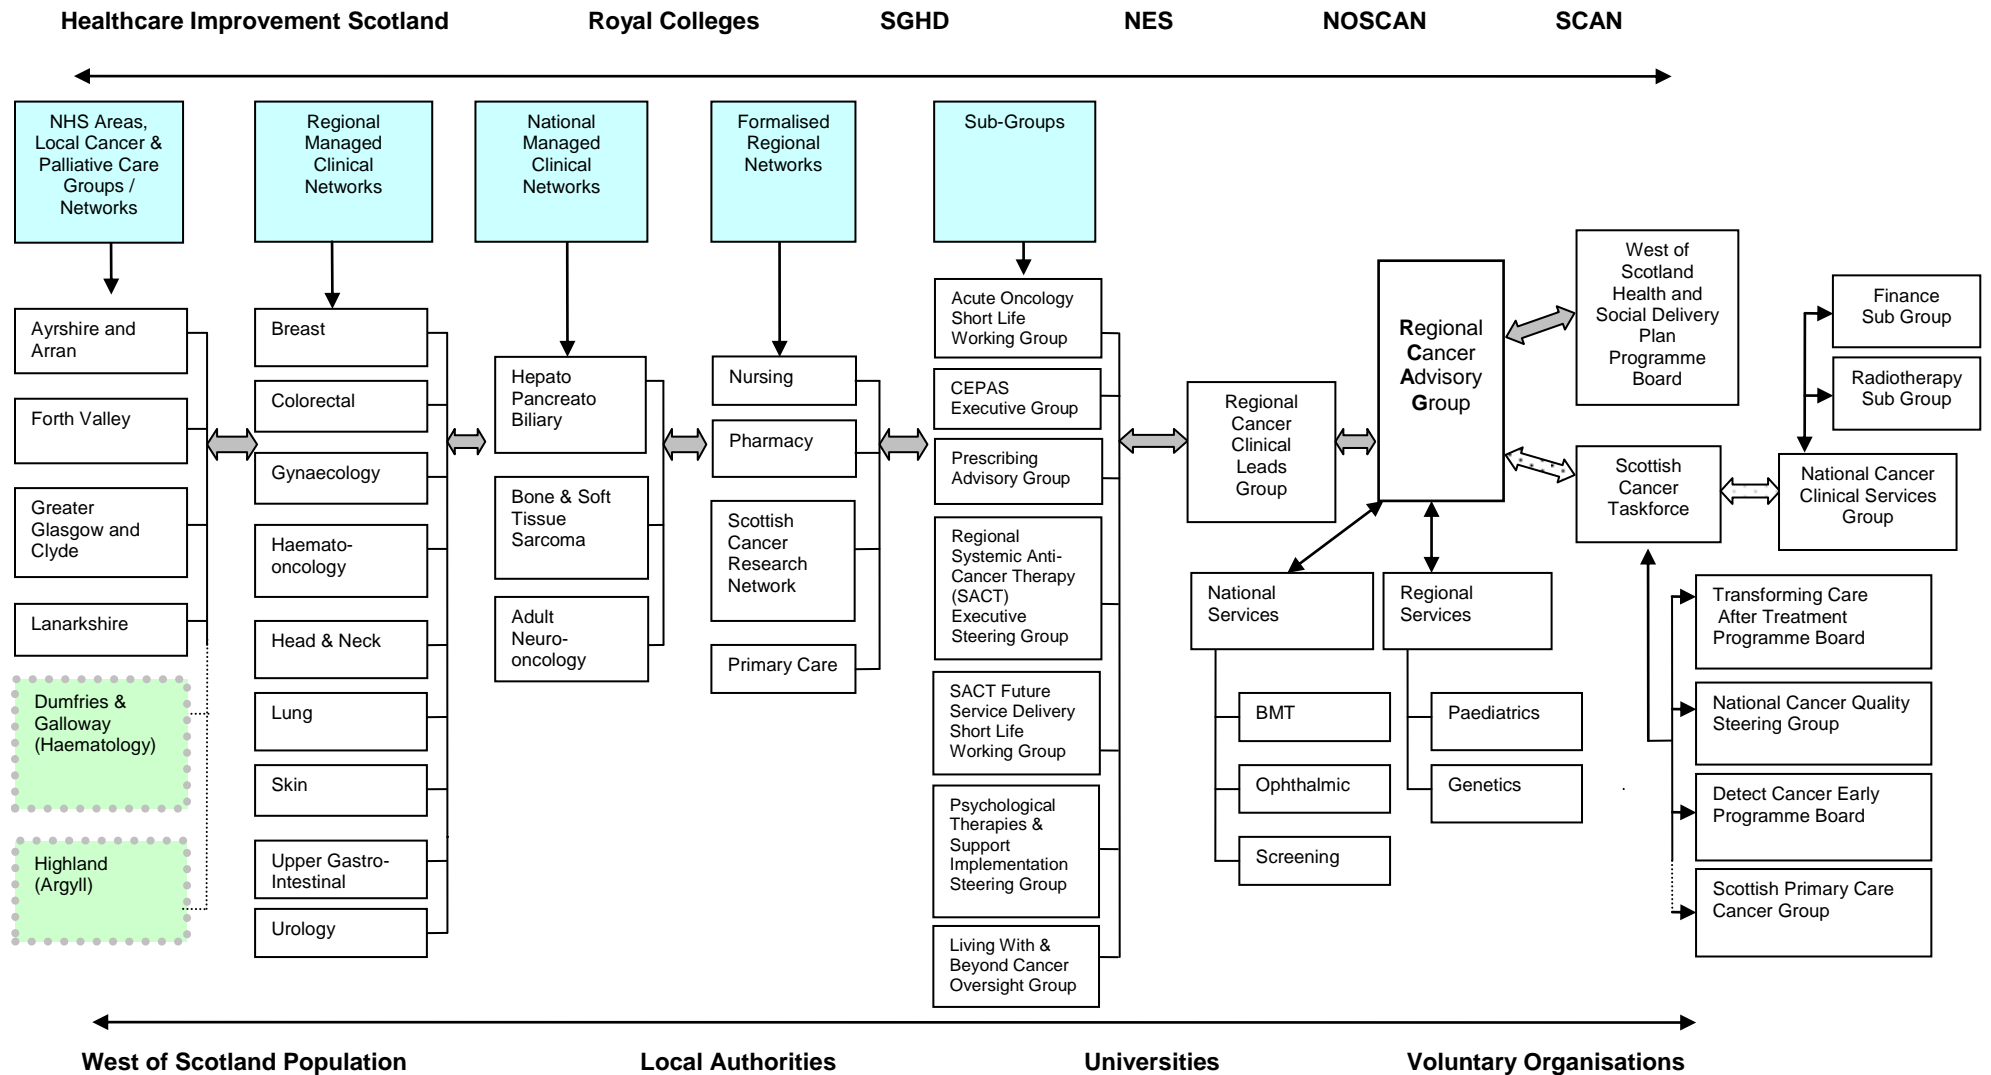 Healthcare Improvement Scotland
Royal Colleges
SGHD
NES
NOSCAN
SCAN
NHS Areas,
Local Cancer &
Palliative Care
Groups /
Networks
Ayrshire and
Arran
Forth Valley
Greater
Glasgow and
Clyde
Lanarkshire
Dumfries &
Galloway
(Haematology)
Highland
(Argyll)
Regional
Managed
Clinical
Networks
Breast
Colorectal
Gynaecology
Haemato-
oncology
Head & Neck
Lung
Skin
Upper Gastro-
Intestinal
Urology
National
Managed
Clinical
Networks
Hepato
Pancreato
Biliary
Bone & Soft
Tissue
Sarcoma
Adult
Neuro-
oncology
Formalised
Regional
Networks
Nursing
Pharmacy
Scottish
Cancer
Research
Network
Primary Care
Sub-Groups
Acute Oncology
Short Life
Working Group
CEPAS
Executive Group
Prescribing
Advisory Group
Regional
Systemic Anti-
Cancer Therapy
(SACT)
Executive
Steering Group
SACT Future
Service Delivery
Short Life
Working Group
Psychological
Therapies &
Support
Implementation
Steering Group
Living With &
Beyond Cancer
Oversight Group
Regional
Cancer
Clinical
Leads
Group
Regional
Cancer
Advisory
Group
National
Services
BMT
Ophthalmic
Screening
Regional
Services
Paediatrics
Genetics
West of
Scotland
Health and
Social Delivery
Plan
Programme
Board
Scottish
Cancer
Taskforce
Finance
Sub Group
Radiotherapy
Sub Group
National Cancer
Clinical Services
Group
Transforming Care
After Treatment
Programme Board
National Cancer Quality
Steering Group
Detect Cancer Early
Programme Board
Scottish Primary Care
Cancer Group
West of Scotland Population
Local Authorities
Universities
Voluntary Organisations